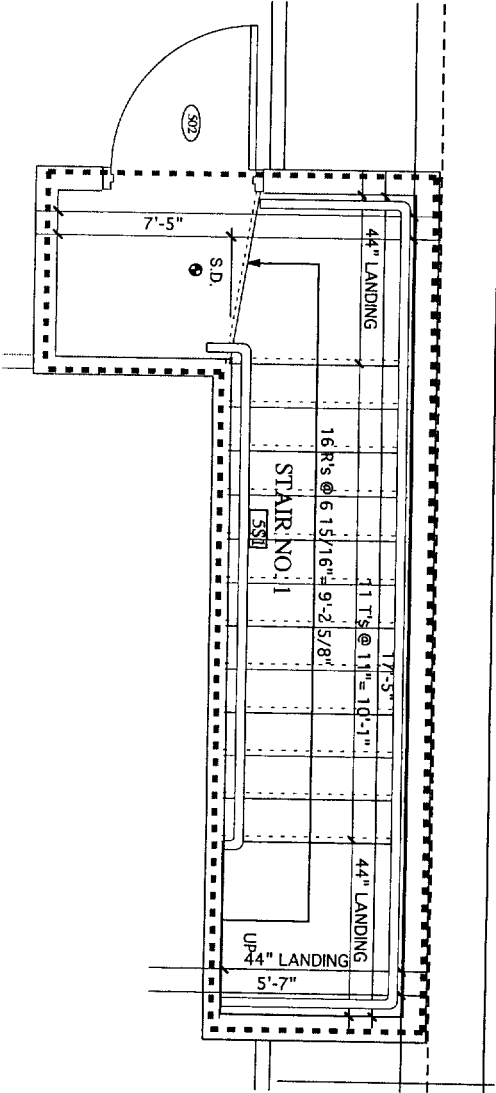 502
7'-5"
44" LANDING
S.D.
16 R's @ 6 15/16" = 9'-2 5/8"
STAIR NO. 1
11 T's @ 11" = 10'-1"
17'-5"
44" LANDING
UP
44" LANDING
5'-7"